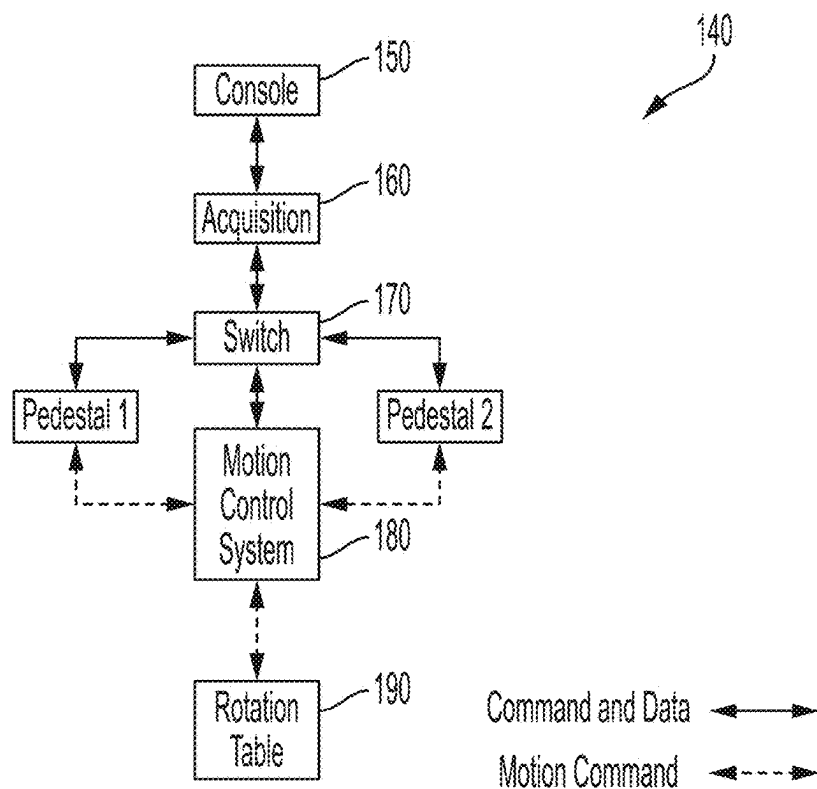 140
150
Console
160
Acquisition
170
Switch
Pedestal 1
Pedestal 2
Motion
Control
System
180
190
Rotation
Table
Command and Data
Motion Command